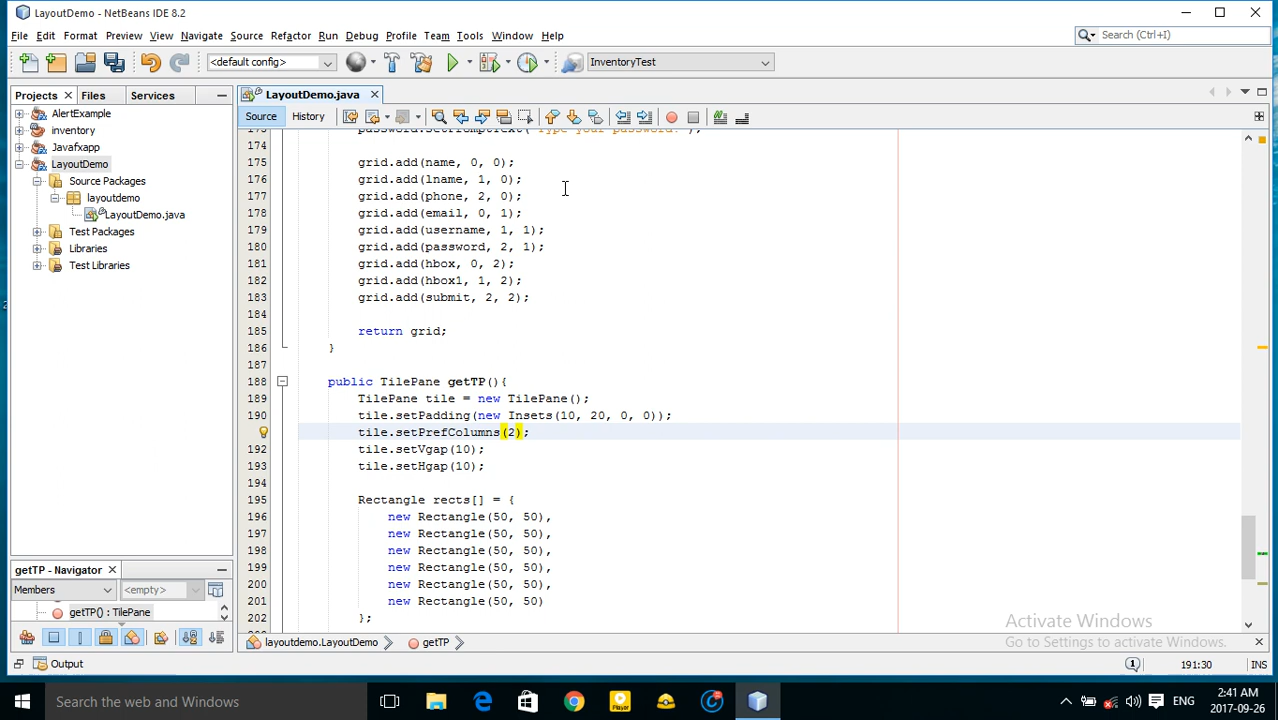 LayoutDemo - NetBeans IDE 8.2
File Edit Format Preview View Navigate Source Refactor Run Debug Profile Team Tools Window Help
Search (Ctrl+I)
<default config>
InventoryTest
Projects Files Services
LayoutDemo.java
Source History
AlertExample
inventory
Javafxapp
LayoutDemo
Source Packages
layoutdemo
LayoutDemo.java
Test Packages
Libraries
Test Libraries
174
175 grid.add(name, 0, 0);
176 grid.add(lname, 1, 0);
177 grid.add(phone, 2, 0);
178 grid.add(email, 0, 1);
179 grid.add(username, 1, 1);
180 grid.add(password, 2, 1);
181 grid.add(hbox, 0, 2);
182 grid.add(hbox1, 1, 2);
183 grid.add(submit, 2, 2);
184
185 return grid;
186 }
187
188 public TilePane getTP(){
189 TilePane tile = new TilePane();
190 tile.setPadding(new Insets(10, 20, 0, 0));
tile.setPrefColumns(2);
192 tile.setVgap(10);
193 tile.setHgap(10);
194
195 Rectangle rects[] = {
196 new Rectangle(50, 50),
197 new Rectangle(50, 50),
198 new Rectangle(50, 50),
199 new Rectangle(50, 50),
200 new Rectangle(50, 50),
201 new Rectangle(50, 50)
202 };
getTP - Navigator
Members <empty>
getTP() : TilePane
layoutdemo.LayoutDemo getTP
Output
1 191:30 INS
Activate Windows
Go to Settings to activate Windows.
Search the web and Windows
Player
ENG
2:41 AM
2017-09-26